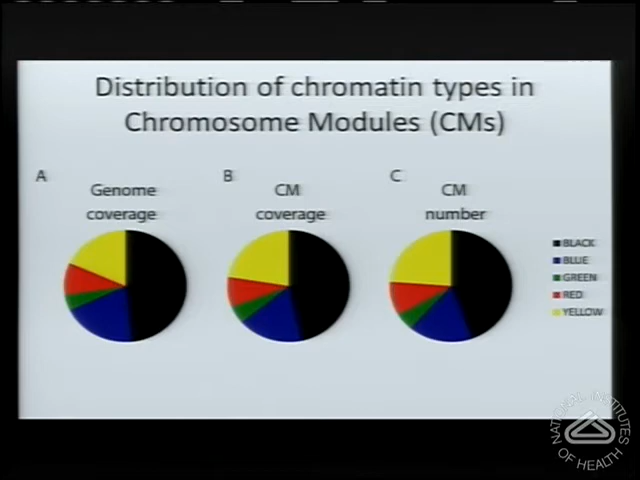 Distribution of chromatin types in
Chromosome Modules (CMs)
A
Genome
coverage
B
CM
coverage
C
CM
number
BLACK
BLUE
GREEN
RED
YELLOW
NATIONAL INSTITUTES
OF HEALTH